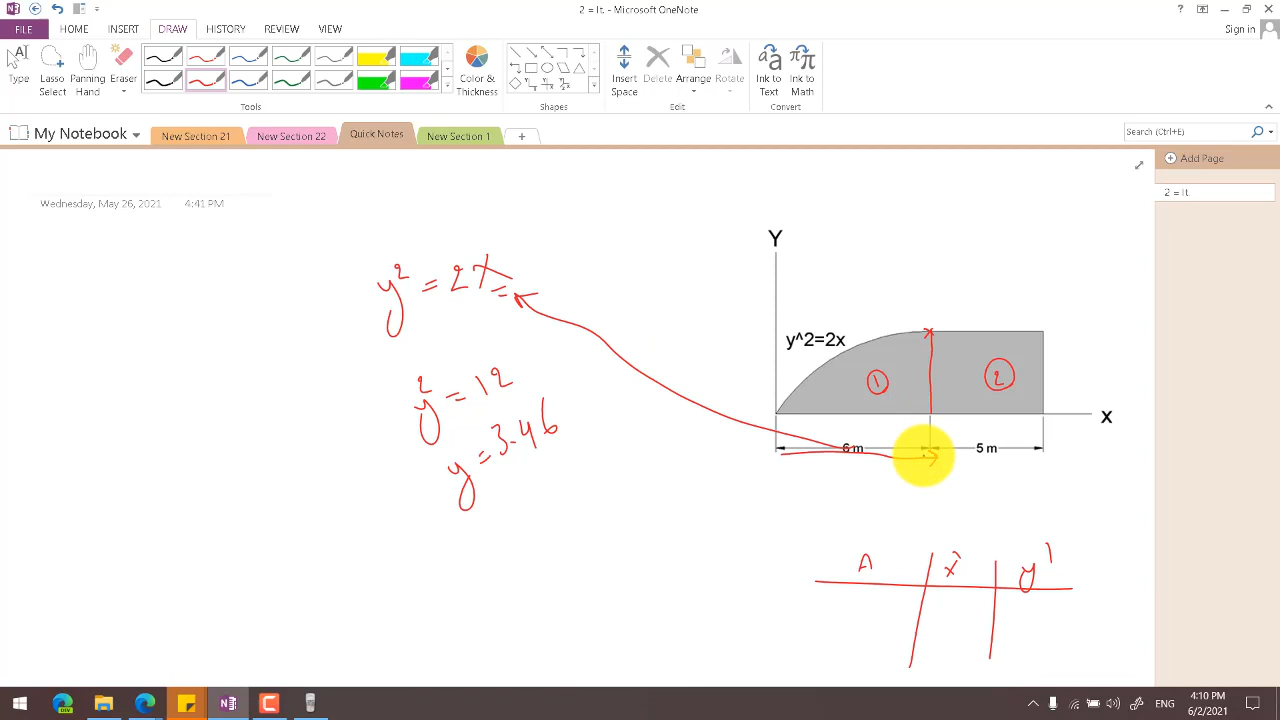 2 = It. - Microsoft OneNote
?
Sign in
FILE HOME INSERT DRAW HISTORY REVIEW VIEW
Type
Lasso Select
Panning Hand
Eraser
Color & Thickness
Insert Space
Delete
Arrange
Rotate
Ink to Text
Ink to Math
Tools
Shapes
Edit
Convert
My Notebook
New Section 21
New Section 22
Quick Notes
New Section 1
Search (Ctrl+E)
Add Page
2 = It.
Wednesday, May 26, 2021 4:41 PM
Y
y² = 2x
y^2=2x
1
2
y² = 12
X
y = 3.46
6 m
5 m
A x' y'
ENG
4:10 PM
6/2/2021